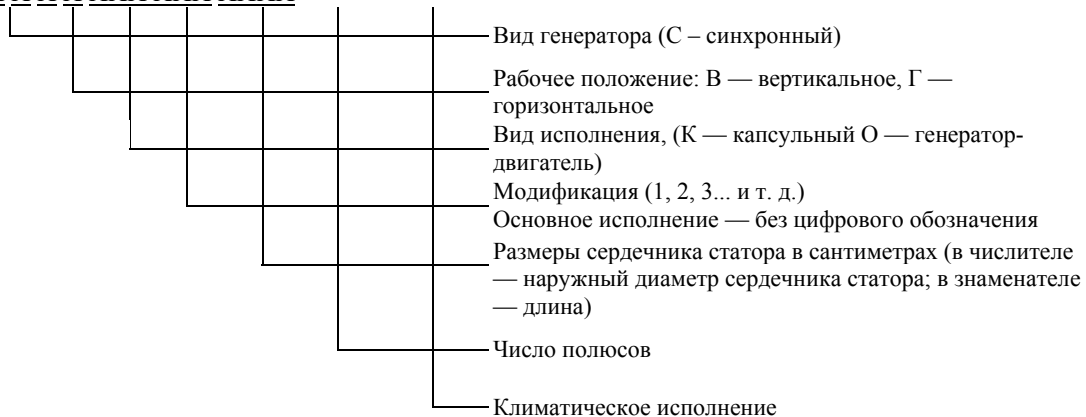 Вид генератора (С – синхронный)
Рабочее положение: В — вертикальное, Г —
горизонтальное
Вид исполнения, (К — капсульный О — генератор-
двигатель)
Модификация (1, 2, 3... и т. д.)
Основное исполнение — без цифрового обозначения
Размеры сердечника статора в сантиметрах (в числителе
— наружный диаметр сердечника статора; в знаменателе
— длина)
Число полюсов
Климатическое исполнение